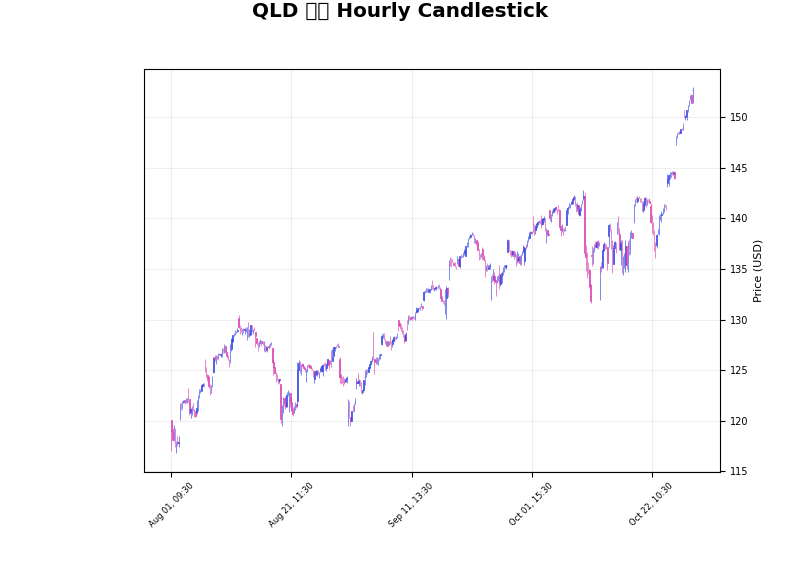 QLD Hourly Candlestick
150
145
140
135
130
125
120
115
Price (USD)
Aug 01, 09:30
Aug 21, 11:30
Sep 11, 13:30
Oct 01, 15:30
Oct 22, 10:30